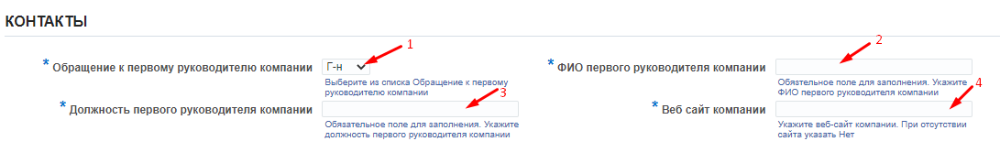 КОНТАКТЫ
1
2
* Обращение к первому руководителю компании Г-н
* ФИО первого руководителя компании
Выберите из списка Обращение к первому
руководителю компании
Обязтельное поле для заполнения. Укажите
ФИО первого руководителя компании
3
4
* Должность первого руководителя компании
* Веб сайт компании
Обязательное поле для заполнения. Укажите
должность первого руководителя компании
Укажите веб-сайт компании. При отсутствии
сайта указать Нет